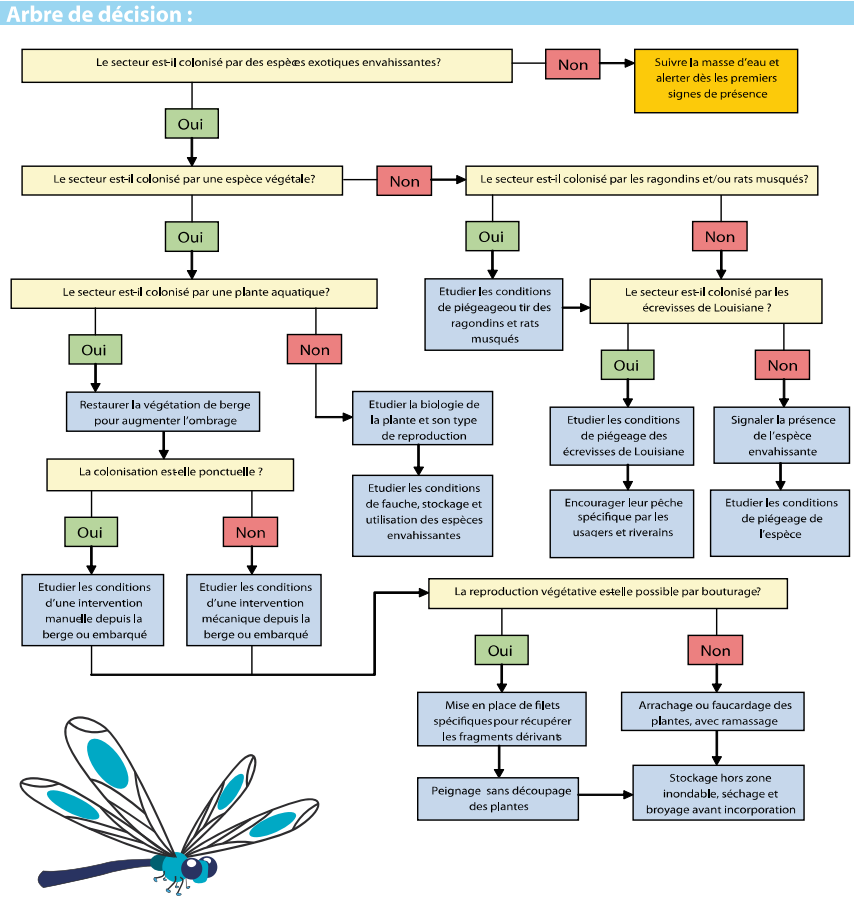 Arbre de décision :
Le secteur est-il colonisé par des espèces exotiques envahissantes?
Non
Suivre la masse d'eau et
alerter dès les premiers
signes de présence
Oui
Le secteur est-il colonisé par une espèce végétale?
Non
Le secteur est-il colonisé par les ragondins et/ou rats musqués?
Oui
Oui
Non
Le secteur est-il colonisé par une plante aquatique?
Etudier les conditions
de piégeageou tir des
ragondins et rats
musqués
Le secteur est-il colonisé par les
écrevisses de Louisiane ?
Oui
Non
Oui
Non
Restaurer la végétation de berge
pour augmenter l'ombrage
Etudier la biologie de
la plante et son type
de reproduction
Etudier les conditions
de piégeage des
écrevisses de Louisiane
Signaler la présence
de l'espèce
envahissante
La colonisation est-elle ponctuelle ?
Etudier les conditions
de fauche, stockage et
utilisation des espèces
envahissantes
Encourager leur pêche
spécifique par les
usagers et riverains
Etudier les conditions
de piégeage de
l'espèce
Oui
Non
Etudier les conditions
d'une intervention
manuelle depuis la
berge ou embarqué
Etudier les conditions
d'une intervention
mécanique depuis la
berge ou embarqué
La reproduction végétative est-elle possible par bouturage?
Oui
Non
Mise en place de filets
spécifiques pour récupérer
les fragments dérivant
Arrachage ou faucardage des
plantes, avec ramassage
Peignage sans découpage
des plantes
Stockage hors zone
inondable, séchage et
broyage avant incorporation